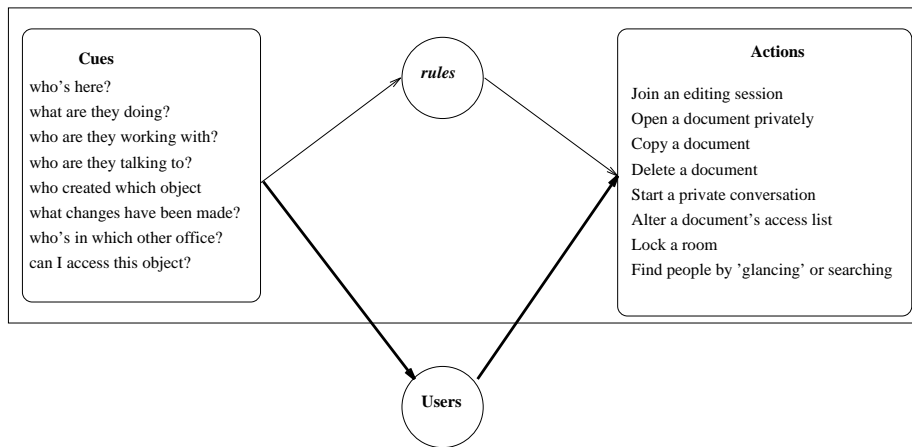 Cues
who's here?
what are they doing?
who are they working with?
who are they talking to?
who created which object
what changes have been made?
who's in which other office?
can I access this object?
rules
Actions
Join an editing session
Open a document privately
Copy a document
Delete a document
Start a private conversation
Alter a document's access list
Lock a room
Find people by 'glancing' or searching
Users